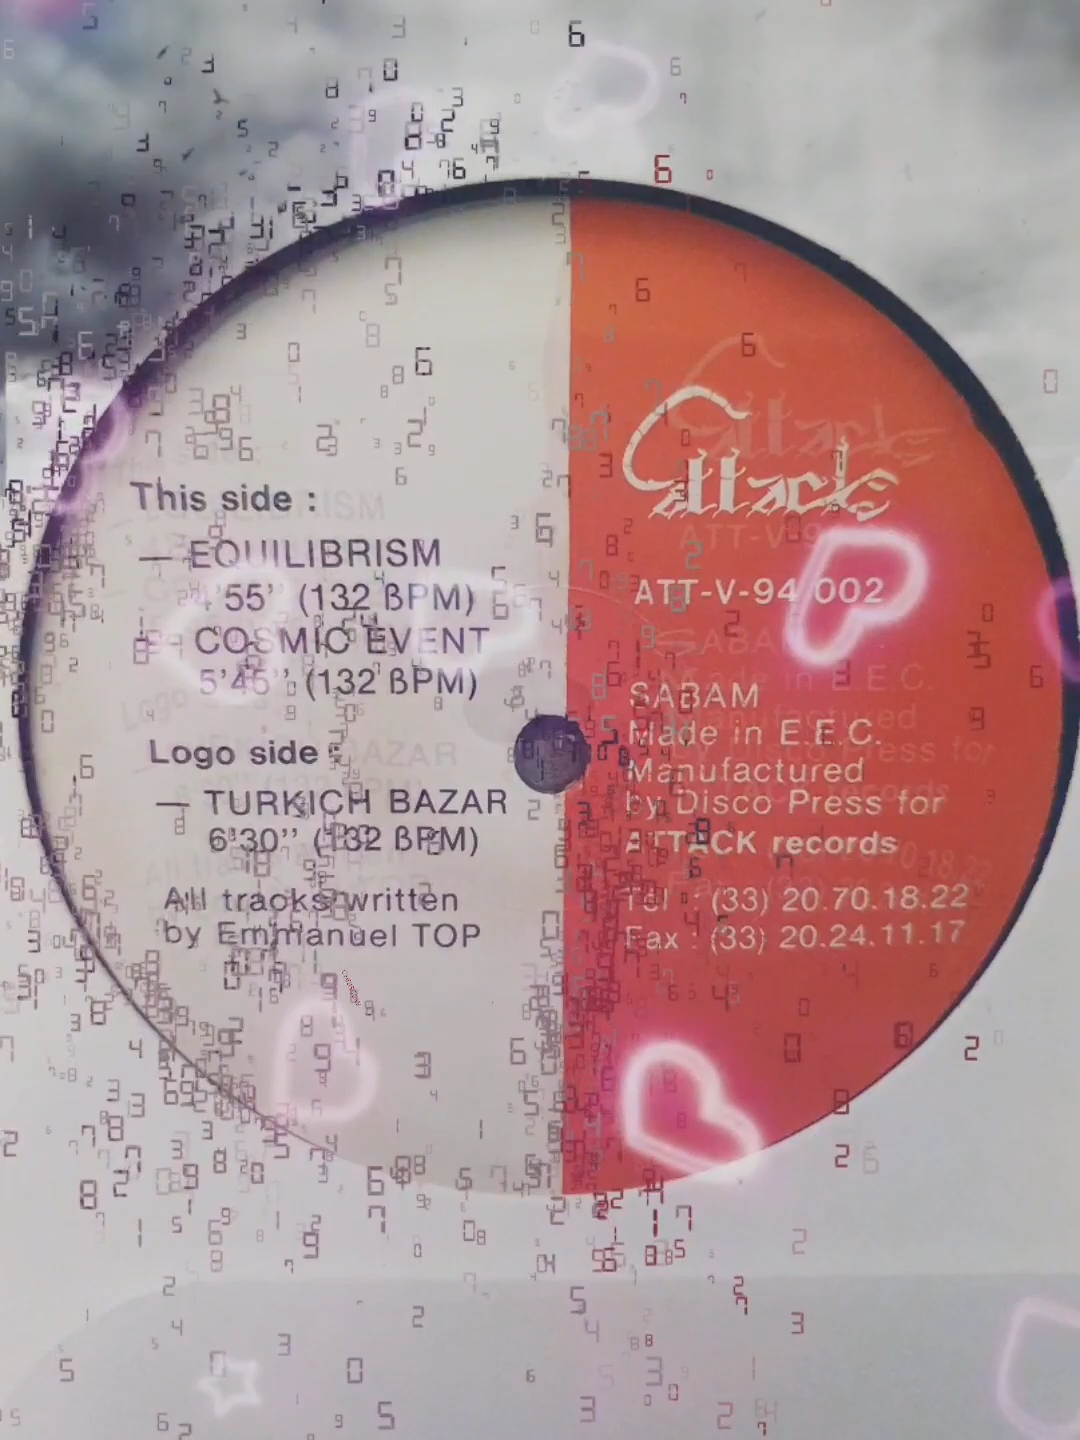 This side :
— EQUILIBRISM
4'55'' (132 BPM)
COSMIC EVENT
5'45'' (132 BPM)
Logo side :
— TURKICH BAZAR
6'30'' (132 BPM)
All tracks written
by Emmanuel TOP
Attack
ATT-V-94 002
SABAM
Made in E.E.C.
Manufactured
by Disco Press for
ATTACK records
Tel : (33) 20.70.18.22
Fax : (33) 20.24.11.17